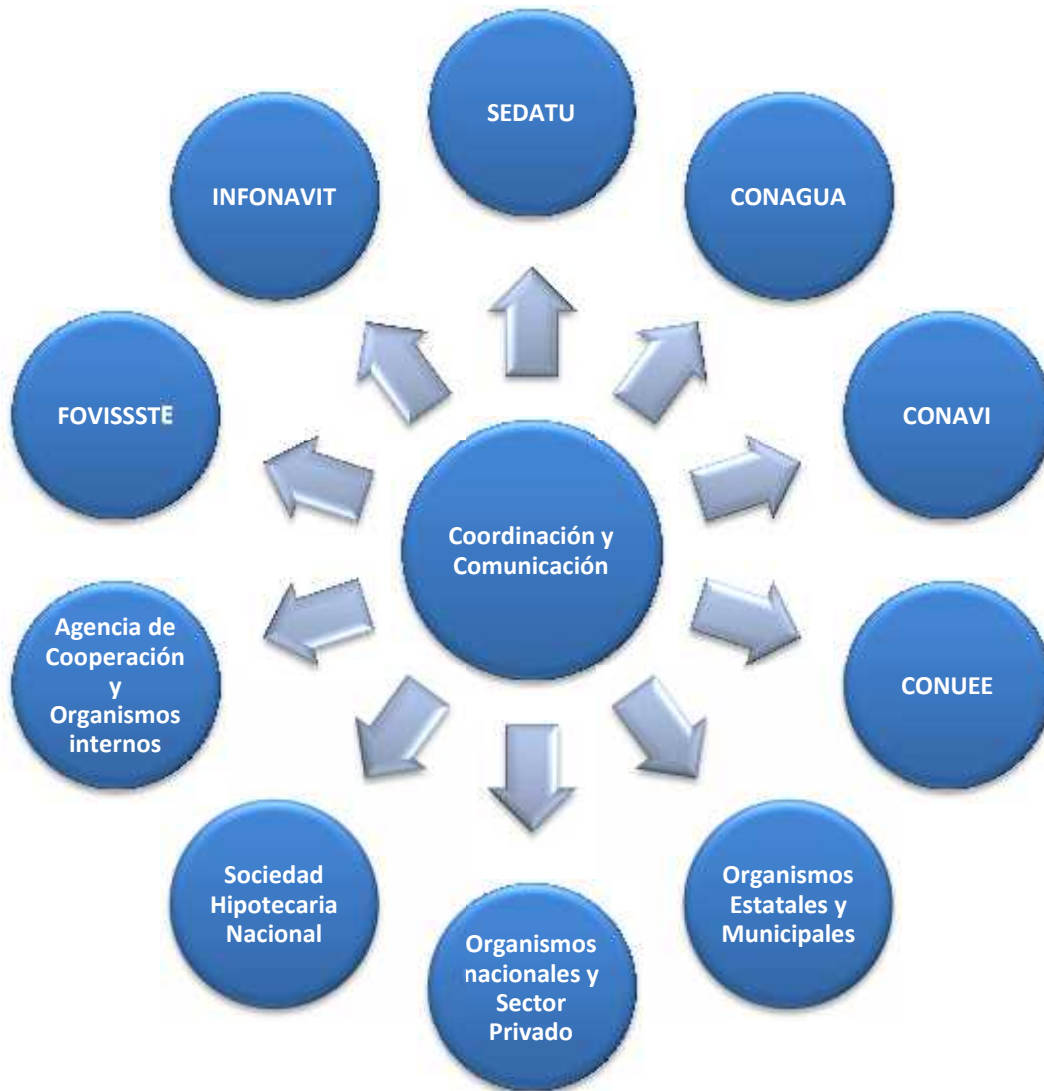 SEDATU
INFONAVIT
CONAGUA
FOVISSSTE
CONAVI
Coordinación y
Comunicación
Agencia de
Cooperación
y
Organismos
internos
CONUEE
Sociedad
Hipotecaria
Nacional
Organismos
nacionales y
Sector
Privado
Organismos
Estatales y
Municipales